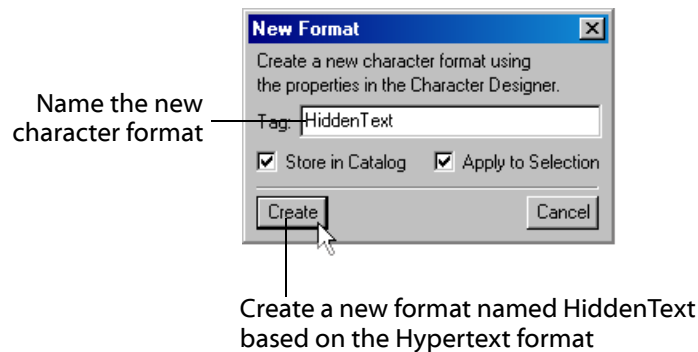 New Format
Create a new character format using
the properties in the Character Designer.
Name the new
character format
Tag: HiddenText
Store in Catalog Apply to Selection
Create Cancel
Create a new format named HiddenText
based on the Hypertext format